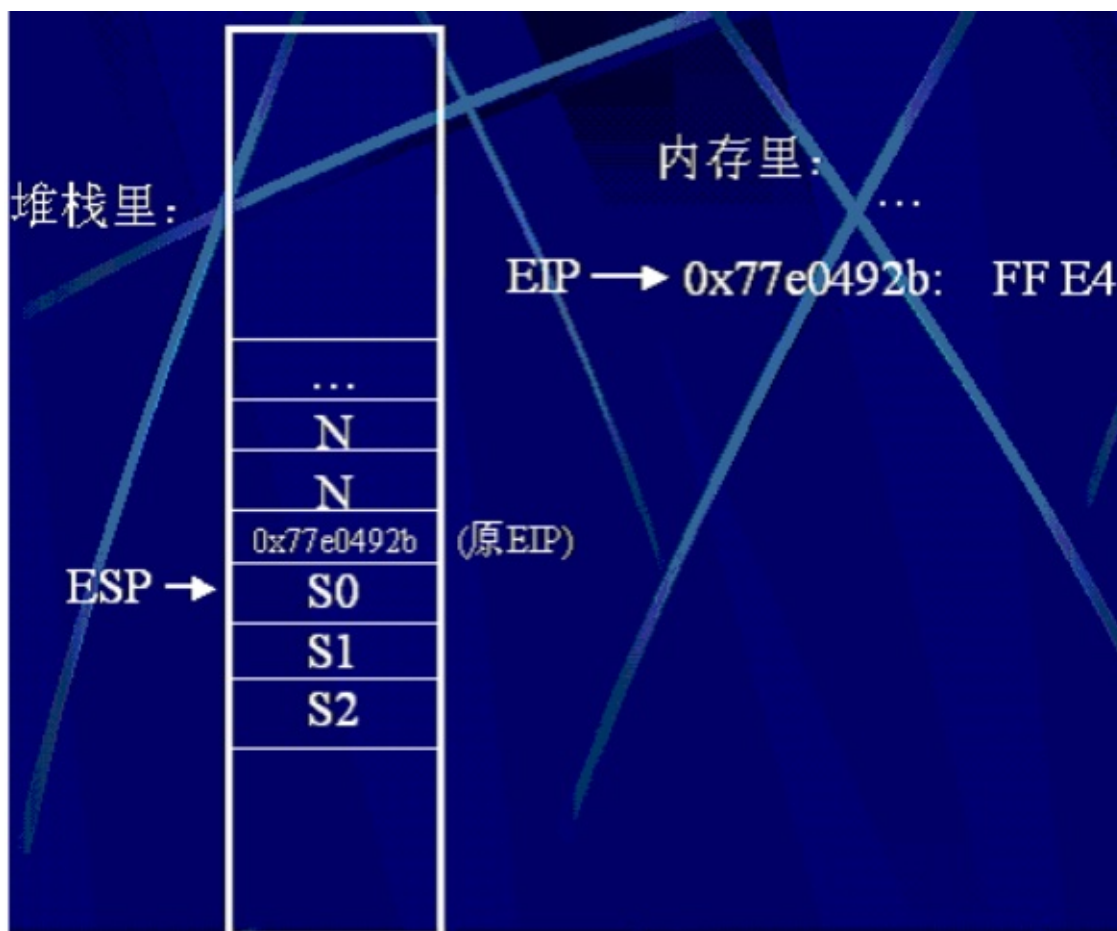 内存里:
堆栈里:
…
EIP → 0x77e0492b: FF E4
…
N
N
0x77e0492b (原EIP)
ESP → S0
S1
S2